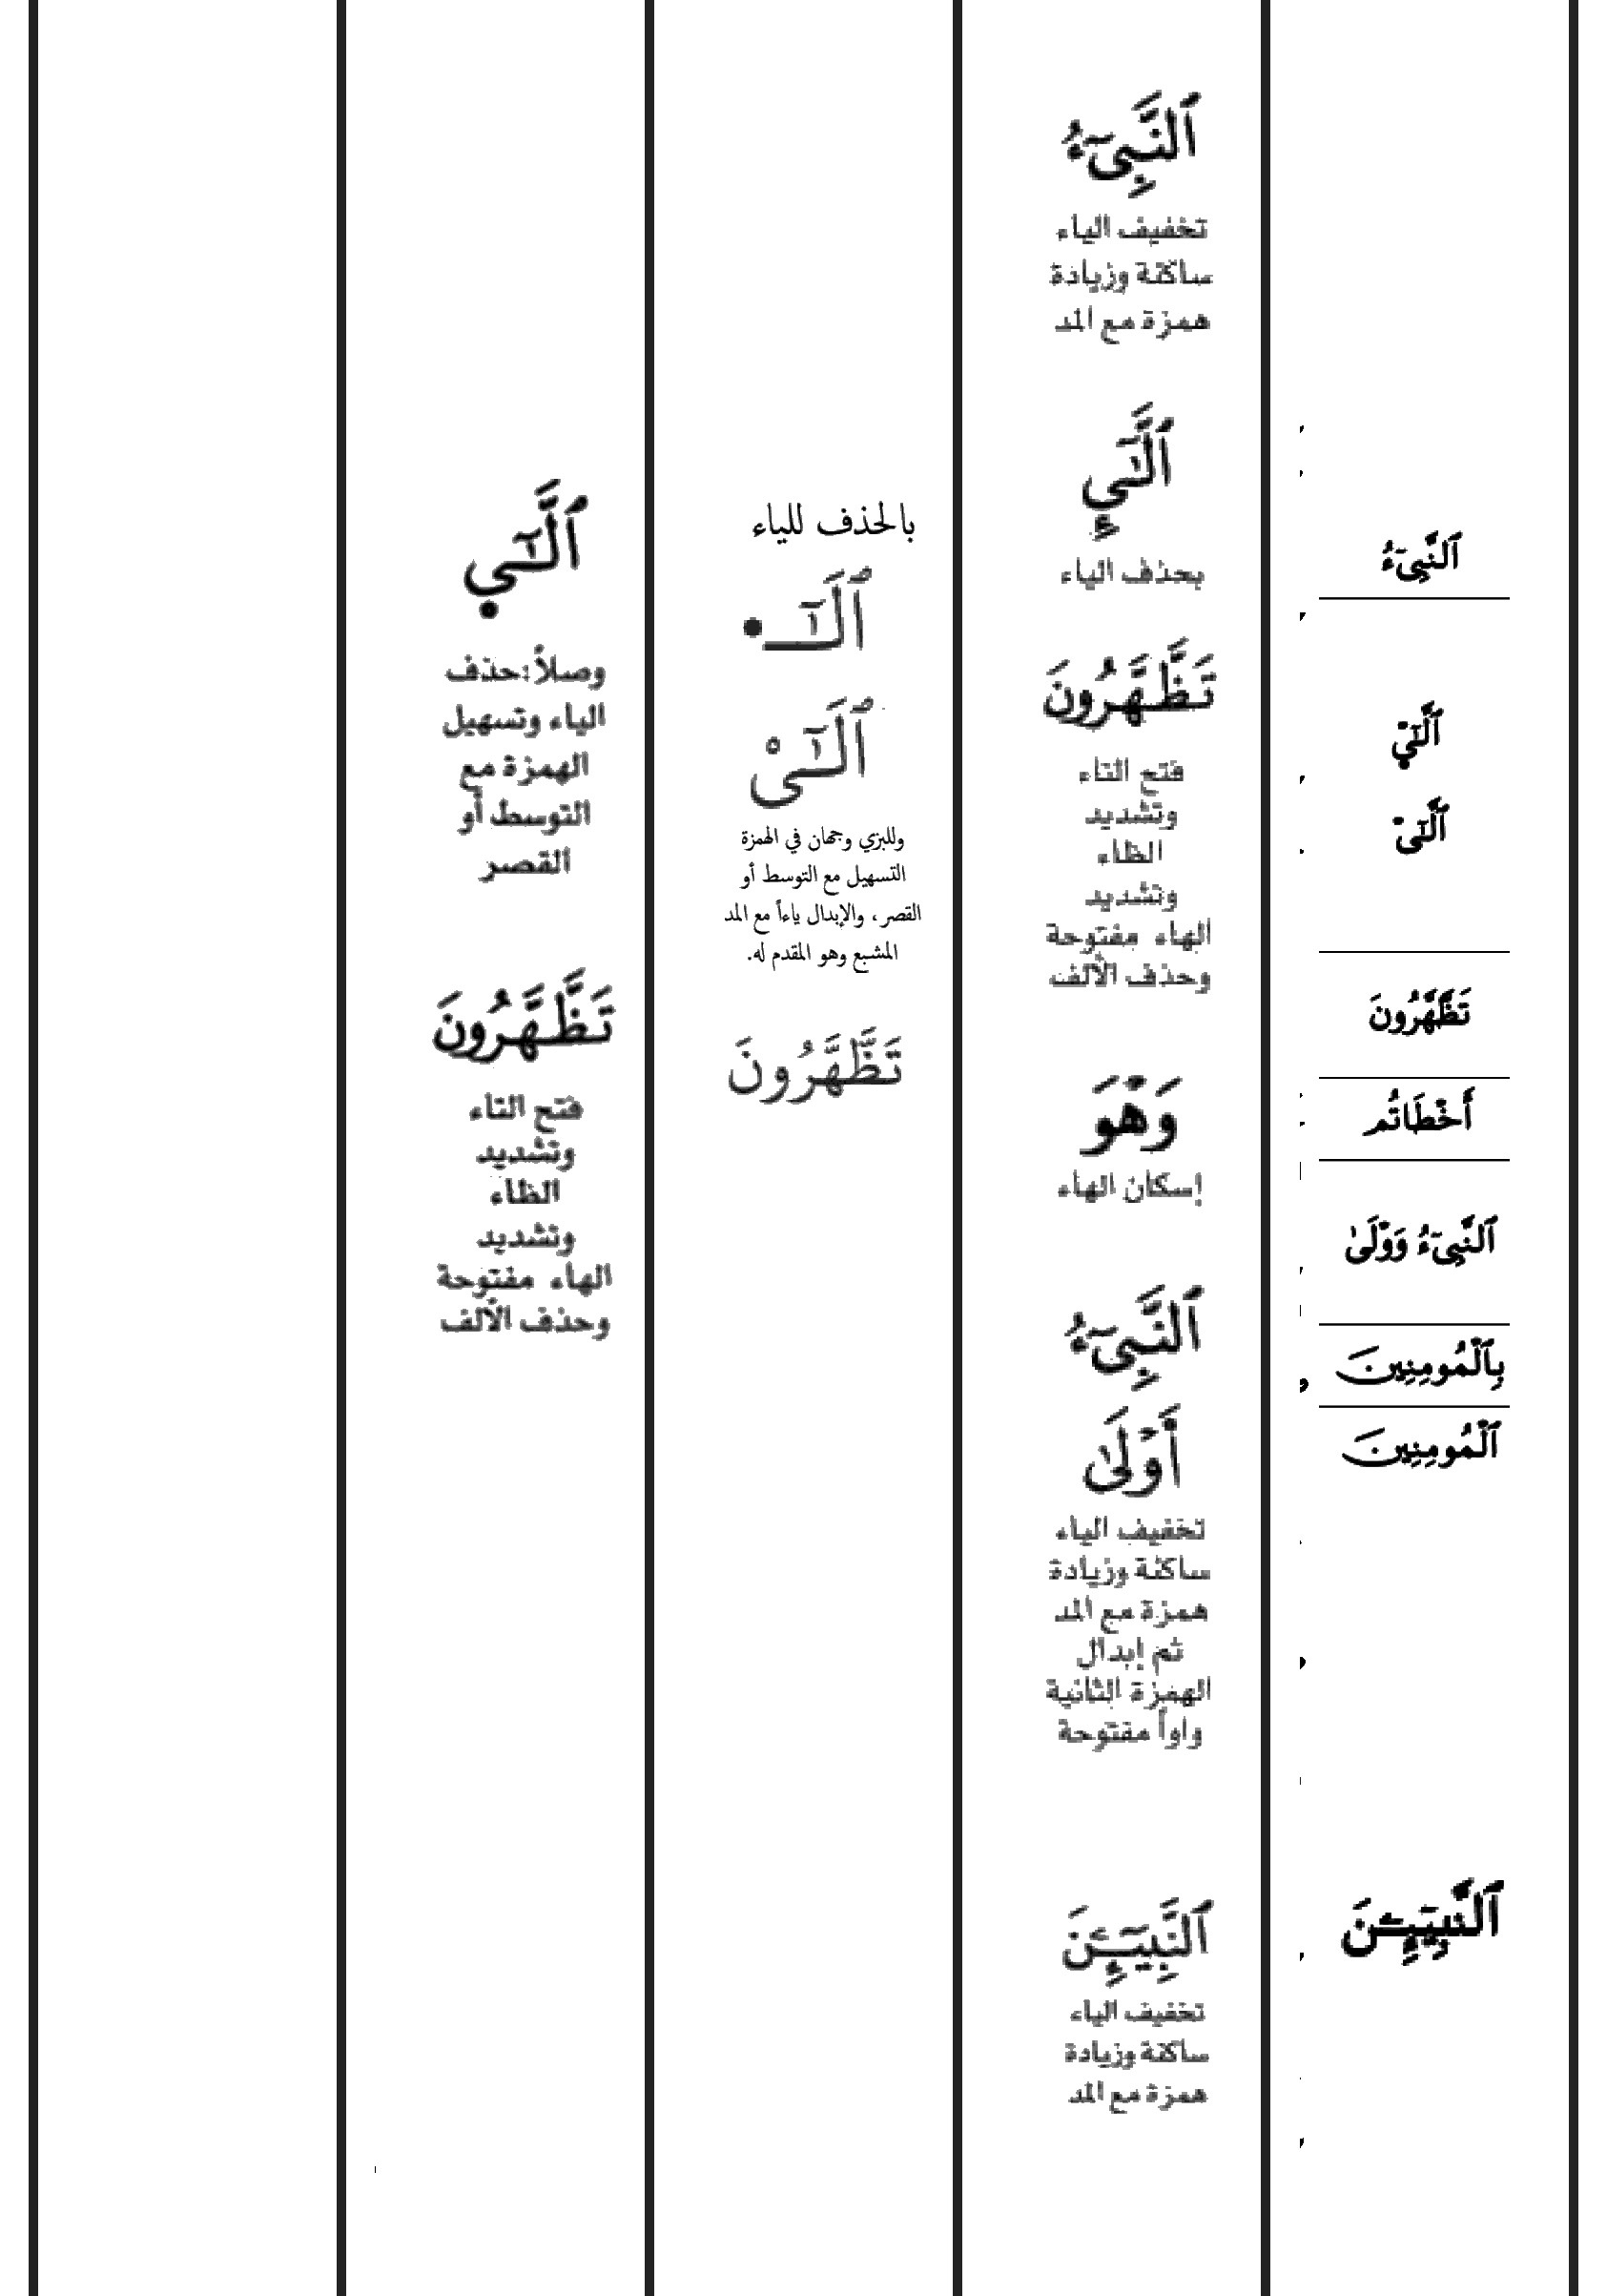 ٱلنَّبِيٓءُ
ٱلَّٰٓيْ
ٱلَّٰٓيْ
تَظَّهَّرُونَ
أَخْطَاتُم
ٱلنَّبِيٓءُ وَوْلَىٰ
بِٱلْمُومِنِينَ
ٱلْمُومِنِينَ
ٱلنَّبِيٓـِٔنَ
ٱلنَّبِيٓءُ
تخفيف الياء
ساكنة وزيادة
همزة مع المد
ٱلَّٰٓيِٕ
بحذف الياء
تَظَّهَّرُونَ
فتح التاء
وتشديد
الظاء
وتشديد
الهاء مفتوحة
وحذف الألف
وَهْوَ
إسكان الهاء
ٱلنَّبِيٓءُ
أَوْلَىٰ
تخفيف الياء
ساكنة وزيادة
همزة مع المد
ثم إبدال
الهمزة الثانية
واواً مفتوحة
ٱلنَّبِيٓـِٔنَ
تخفيف الياء
ساكنة وزيادة
همزة مع المد
بالحذف للياء
ٱلَـٰٓـ•
ٱلَـٰٓىْ
وللبزي وجهان في الهمزة
التسهيل مع التوسط أو
القصر، والإبدال ياءاً مع المد
المشبع وهو المقدم له.
تَظَّهَّرُونَ
ٱلَّٰٓي
وصلاً:حذف
الياء وتسهيل
الهمزة مع
التوسط أو
القصر
تَظَّهَّرُونَ
فتح التاء
وتشديد
الظاء
وتشديد
الهاء مفتوحة
وحذف الألف